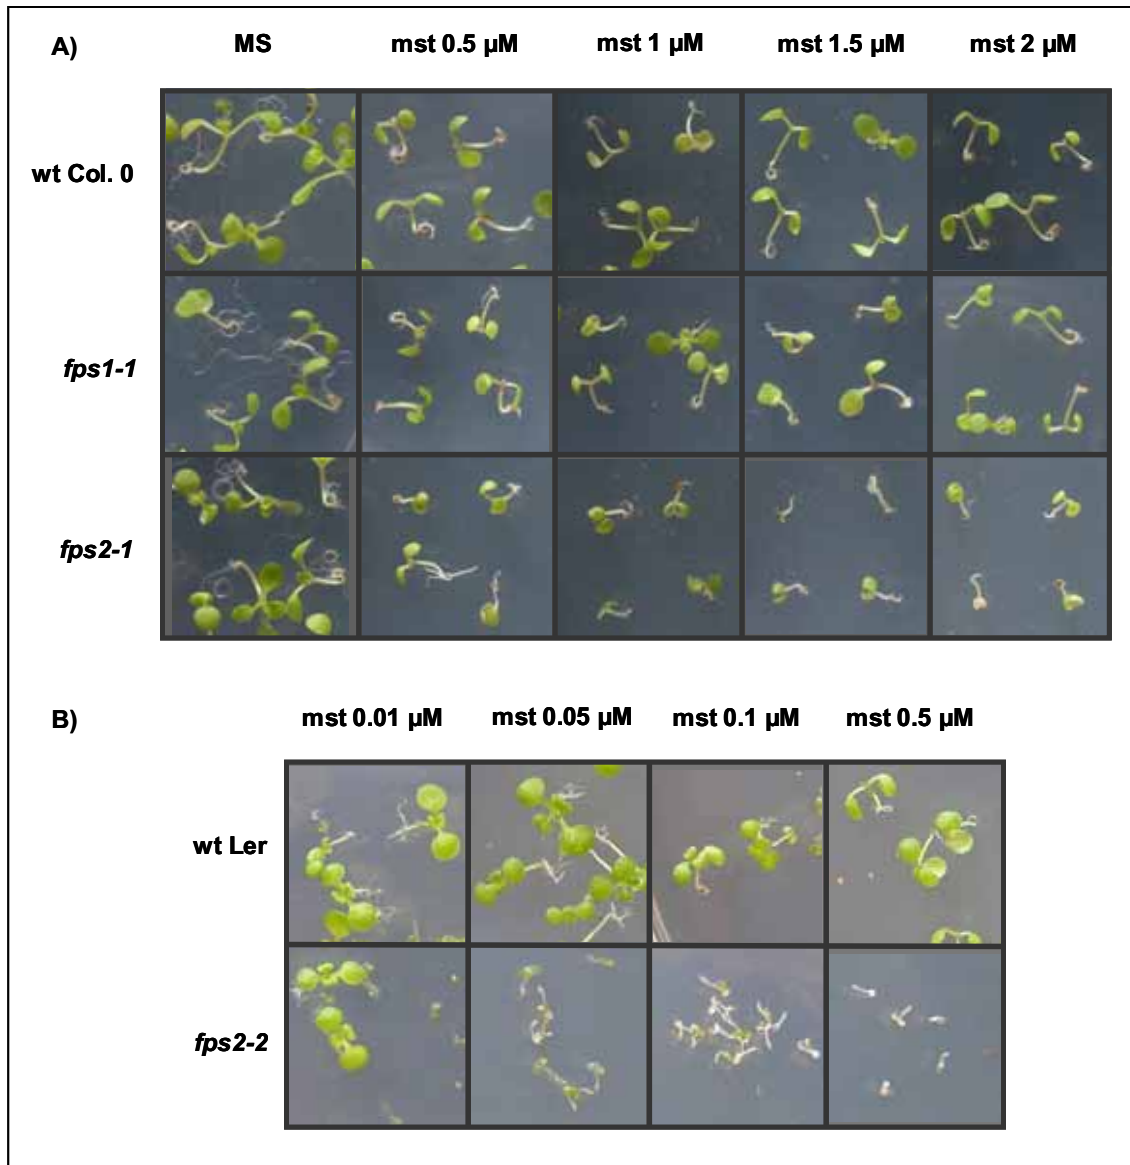 A) MS mst 0.5 µM mst 1 µM mst 1.5 µM mst 2 µM
wt Col. 0
fps1-1
fps2-1
B) mst 0.01 µM mst 0.05 µM mst 0.1 µM mst 0.5 µM
wt Ler
fps2-2